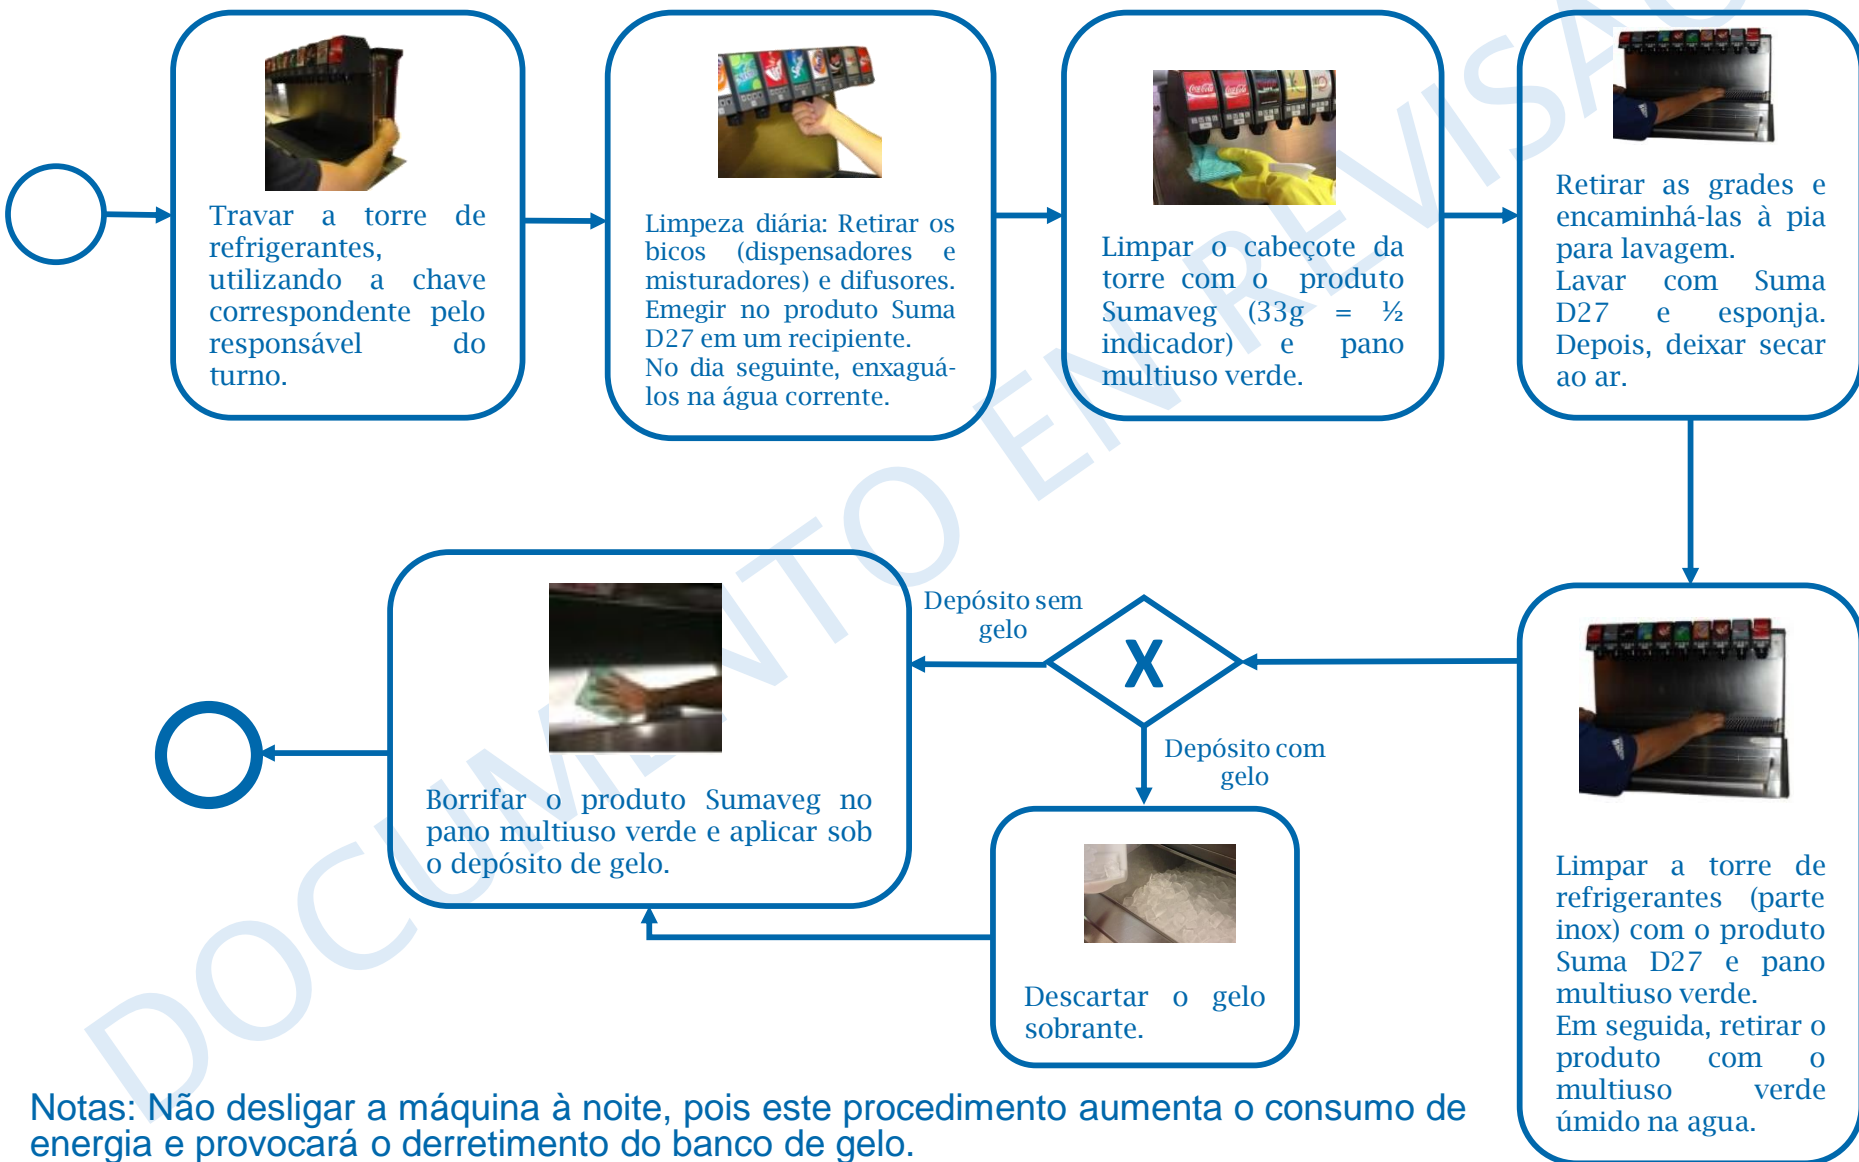 Travar a torre de
refrigerantes,
utilizando a chave
correspondente pelo
responsável do
turno.
Limpeza diária: Retirar os
bicos (dispensadores e
misturadores) e difusores.
Emegir no produto Suma
D27 em um recipiente.
No dia seguinte, enxaguá-
los na água corrente.
Limpar o cabeçote da
torre com o produto
Sumaveg (33g = ½
indicador) e pano
multiuso verde.
Retirar as grades e
encaminhá-las à pia
para lavagem.
Lavar com Suma
D27 e esponja.
Depois, deixar secar
ao ar.
Limpar a torre de
refrigerantes (parte
inox) com o produto
Suma D27 e pano
multiuso verde.
Em seguida, retirar o
produto com o
multiuso verde
úmido na agua.
X
Depósito sem
gelo
Depósito com
gelo
Descartar o gelo
sobrante.
Borrifar o produto Sumaveg no
pano multiuso verde e aplicar sob
o depósito de gelo.
Notas: Não desligar a máquina à noite, pois este procedimento aumenta o consumo de
energia e provocará o derretimento do banco de gelo.
DOCUMENTO EN REVISÃO